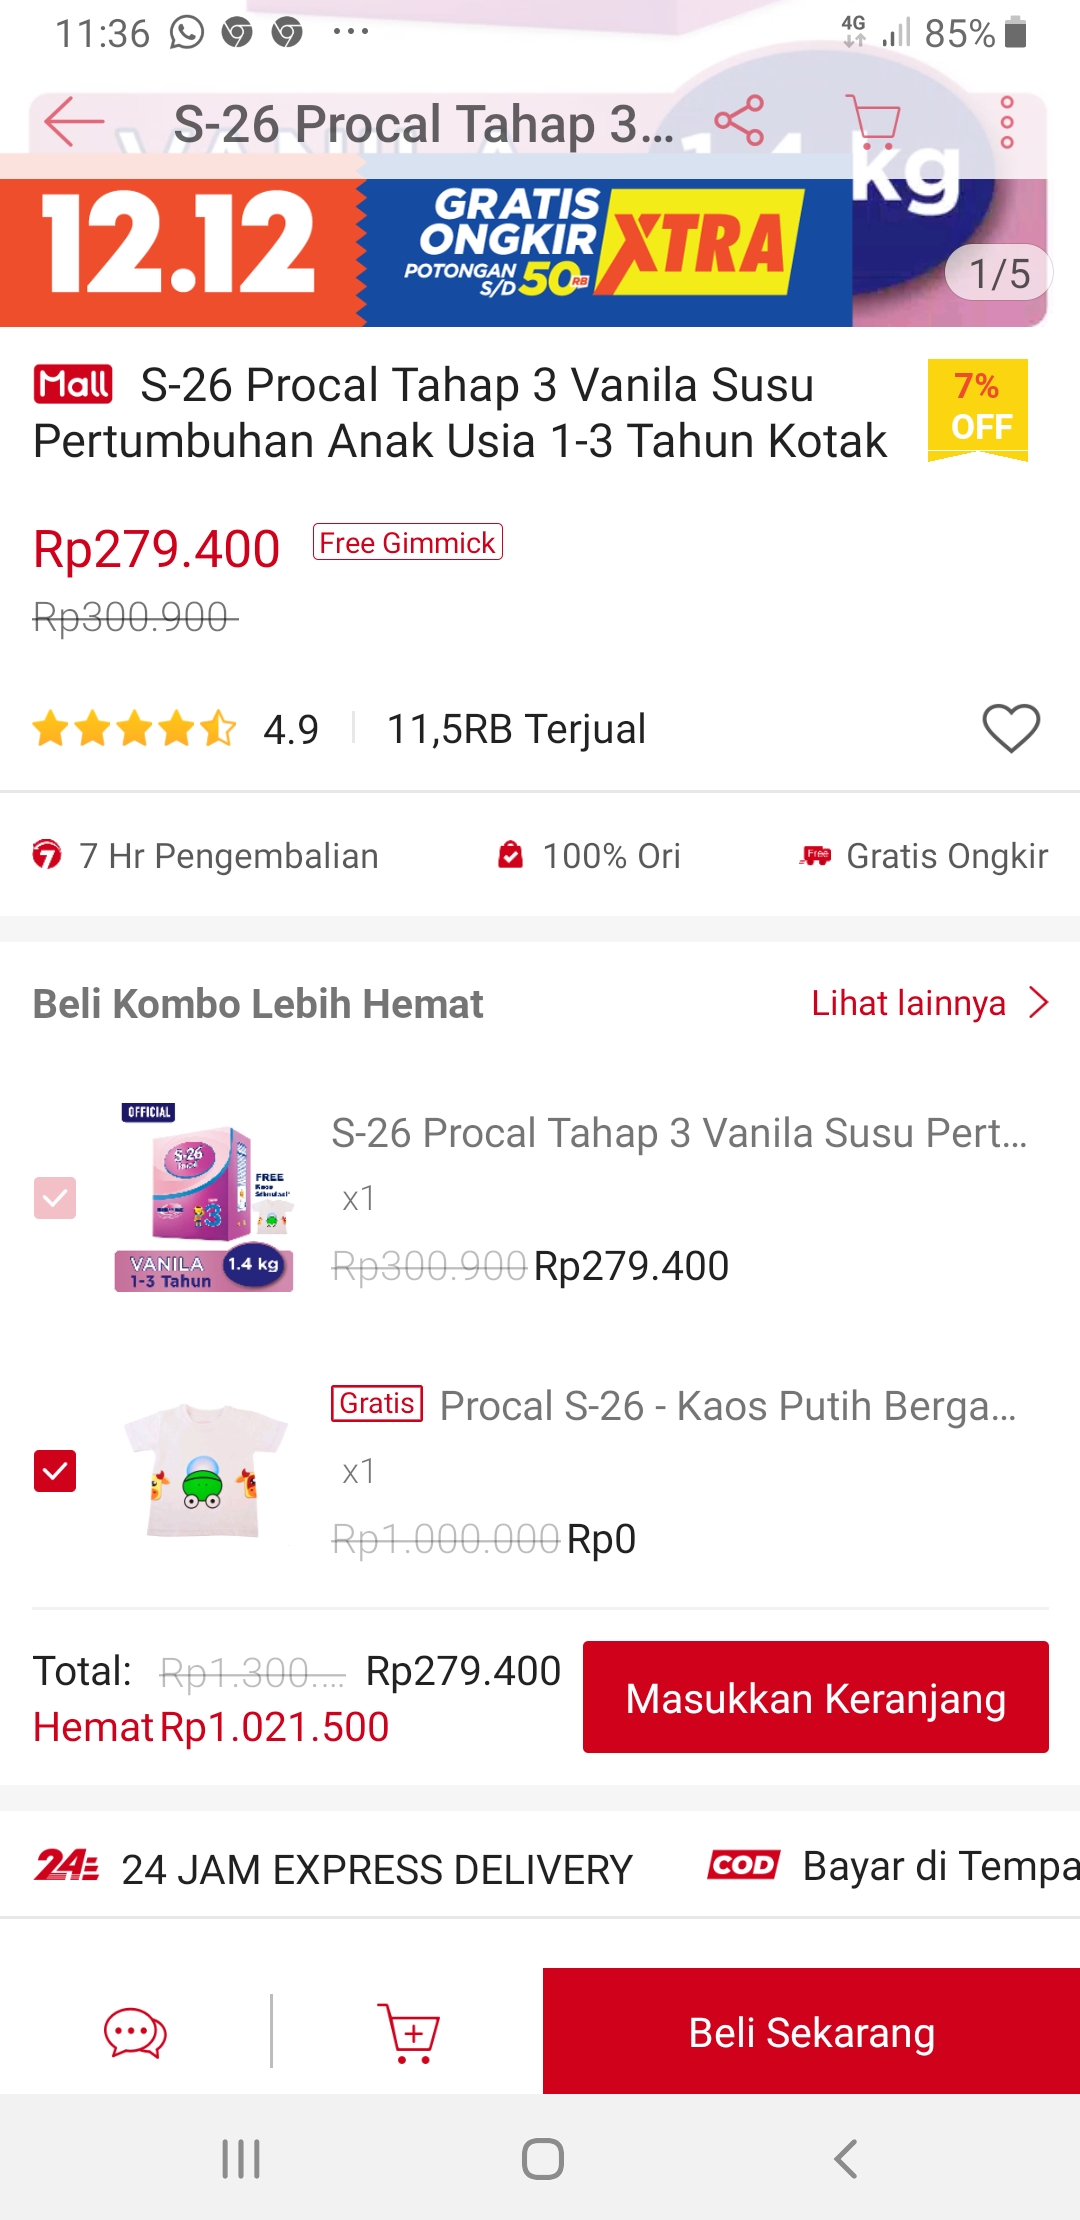 11:36
4G
85%
S-26 Procal Tahap 3...
kg
12.12
GRATIS
ONGKIR
XTRA
POTONGAN
S/D 50RB
1/5
Mall S-26 Procal Tahap 3 Vanila Susu
Pertumbuhan Anak Usia 1-3 Tahun Kotak
7%
OFF
Rp279.400 Free Gimmick
Rp300.900
4.9 11,5RB Terjual
7 Hr Pengembalian
100% Ori
Free Gratis Ongkir
Beli Kombo Lebih Hemat
Lihat lainnya
OFFICIAL
S-26
FREE
Kaos
3
VANILA
1-3 Tahun
1.4 kg
S-26 Procal Tahap 3 Vanila Susu Pert...
x1
Rp300.900 Rp279.400
Gratis Procal S-26 - Kaos Putih Berga...
x1
Rp1.000.000 Rp0
Total: Rp1.300.... Rp279.400
Hemat Rp1.021.500
Masukkan Keranjang
24 24 JAM EXPRESS DELIVERY
COD Bayar di Tempa
Beli Sekarang